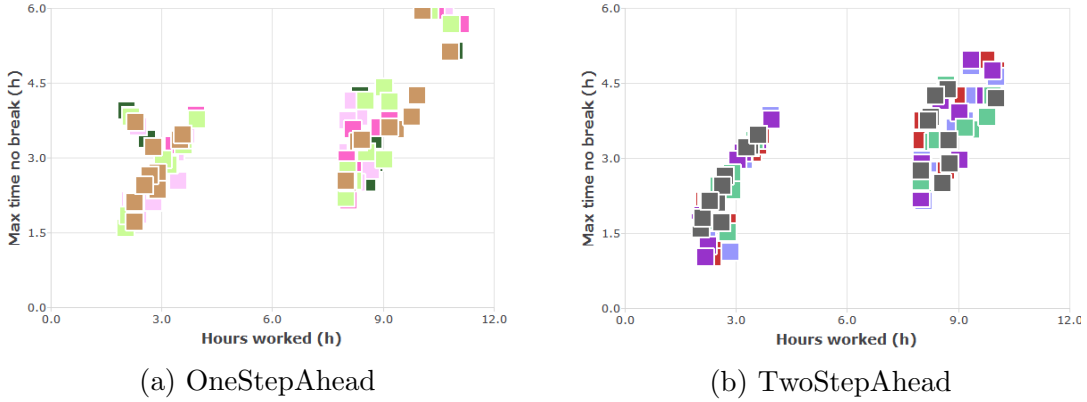 Max time no break (h)
6.0
4.5
3.0
1.5
0.0
0.0 3.0 6.0 9.0 12.0
Hours worked (h)
(a) OneStepAhead
Max time no break (h)
6.0
4.5
3.0
1.5
0.0
0.0 3.0 6.0 9.0 12.0
Hours worked (h)
(b) TwoStepAhead